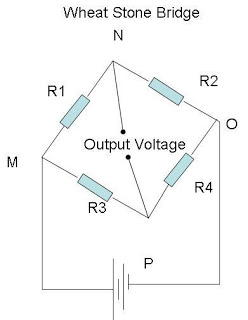 Wheat Stone Bridge
N
R1
R2
O
Output Voltage
M
R3
R4
P